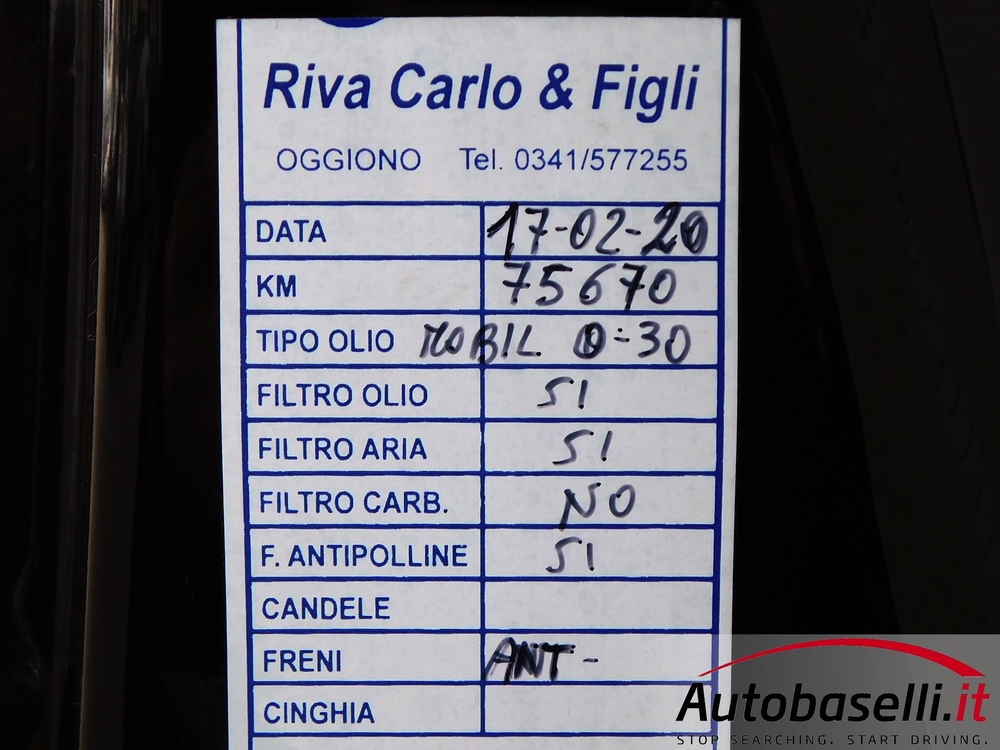 Riva Carlo & Figli
OGGIONO Tel. 0341/577255
DATA 17-02-20
KM 75670
TIPO OLIO MOBIL 0-30
FILTRO OLIO SI
FILTRO ARIA SI
FILTRO CARB. NO
F. ANTIPOLLINE SI
CANDELE
FRENI ANT-
CINGHIA
Autobaselli.it
STOP SEARCHING. START DRIVING.